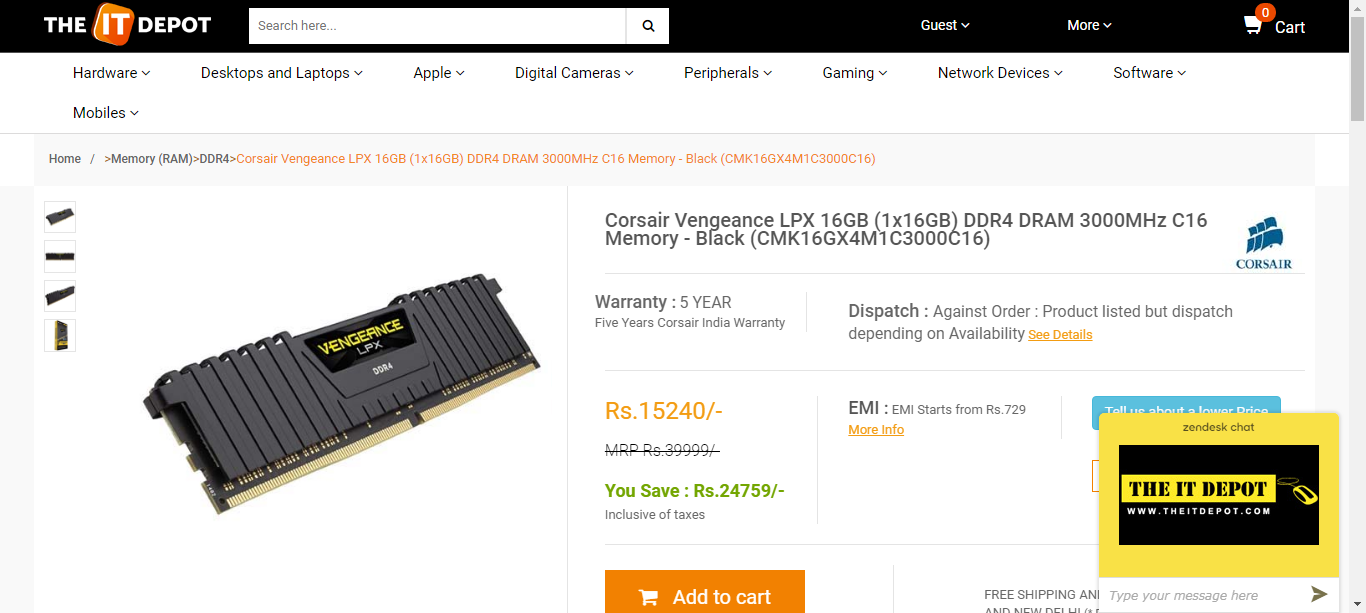 THE IT DEPOT
Search here...
Guest
More
0
Cart
Hardware
Desktops and Laptops
Apple
Digital Cameras
Peripherals
Gaming
Network Devices
Software
Mobiles
Home / >Memory (RAM)>DDR4>Corsair Vengeance LPX 16GB (1x16GB) DDR4 DRAM 3000MHz C16 Memory - Black (CMK16GX4M1C3000C16)
VENGEANCE
LPX
DDR4
Corsair Vengeance LPX 16GB (1x16GB) DDR4 DRAM 3000MHz C16
Memory - Black (CMK16GX4M1C3000C16)
CORSAIR
Warranty : 5 YEAR
Five Years Corsair India Warranty
Dispatch : Against Order : Product listed but dispatch
depending on Availability See Details
Rs.15240/-
MRP Rs.39999/-
You Save : Rs.24759/-
Inclusive of taxes
EMI : EMI Starts from Rs.729
More Info
Tell us about a lower Price
zendesk chat
THE IT DEPOT
WWW.THEITDEPOT.COM
Type your message here
Add to cart
FREE SHIPPING
AND NEW DELHI